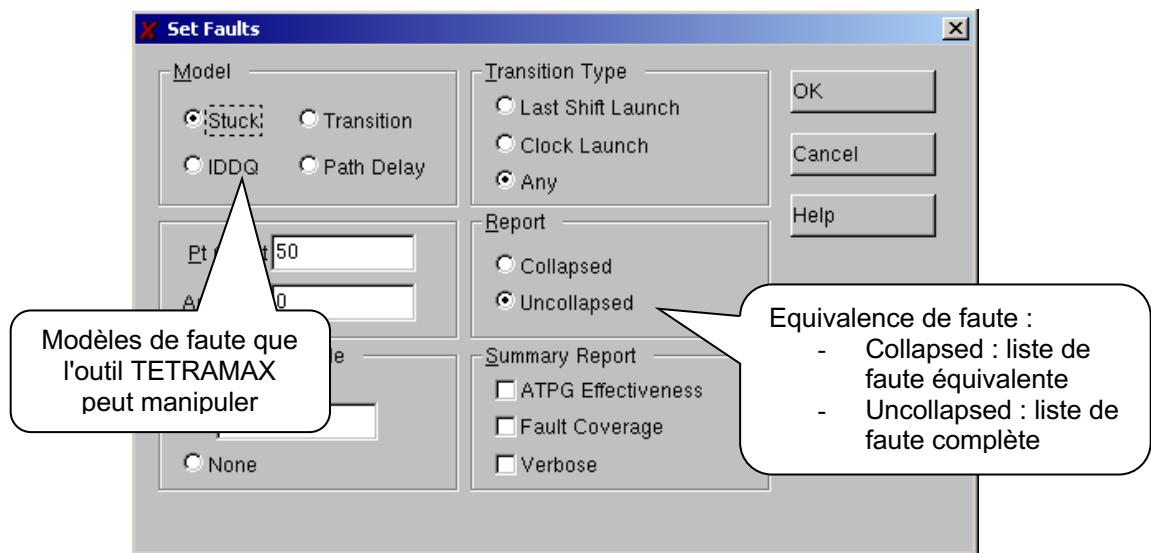 Set Faults
Model
Stuck
Transition
IDDQ
Path Delay
Transition Type
Last Shift Launch
Clock Launch
Any
OK
Cancel
Help
Pt
50
0
Report
Collapsed
Uncollapsed
None
Summary Report
ATPG Effectiveness
Fault Coverage
Verbose
Modèles de faute que
l'outil TETRAMAX
peut manipuler
Equivalence de faute :
- Collapsed : liste de
faute équivalente
- Uncollapsed : liste de
faute complète